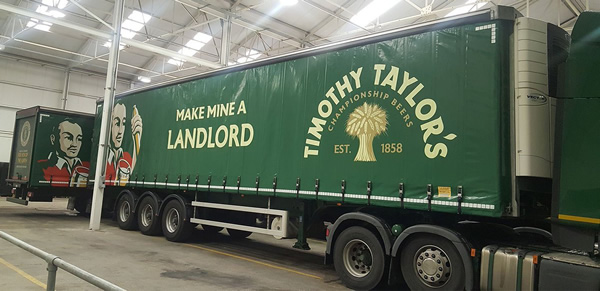 MAKE MINE A
LANDLORD
TIMOTHY TAYLOR'S
CHAMPIONSHIP BEERS
EST. 1858